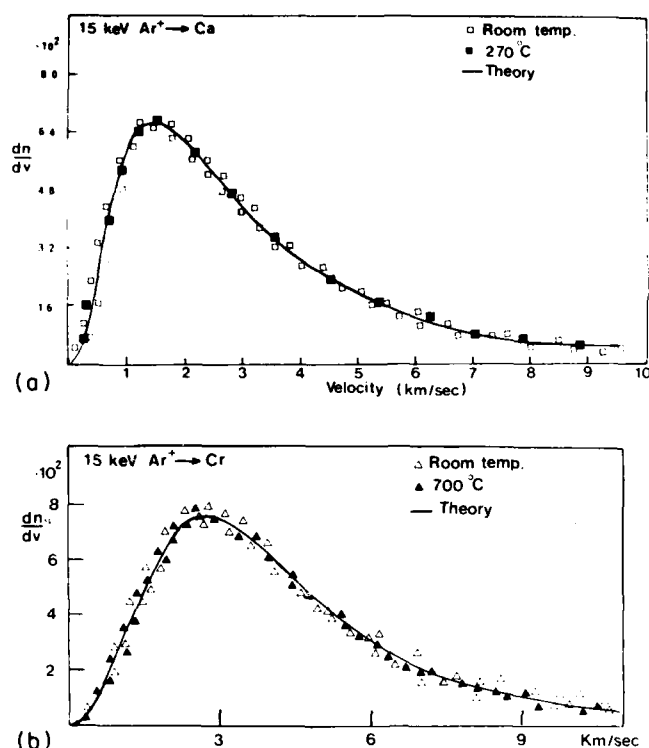 15 keV Ar⁺→Ca
·10²
□ Room temp.
■ 270 °C
— Theory
8 0
6 4
dn
dv
4 8
3 2
1 6
1 2 3 4 5 6 7 8 9 10
(a)
Velocity (km/sec)
15 keV Ar⁺→Cr
·10²
△ Room temp.
▲ 700 °C
— Theory
8
dn
dv
6
4
2
3 6 9 Km/sec
(b)